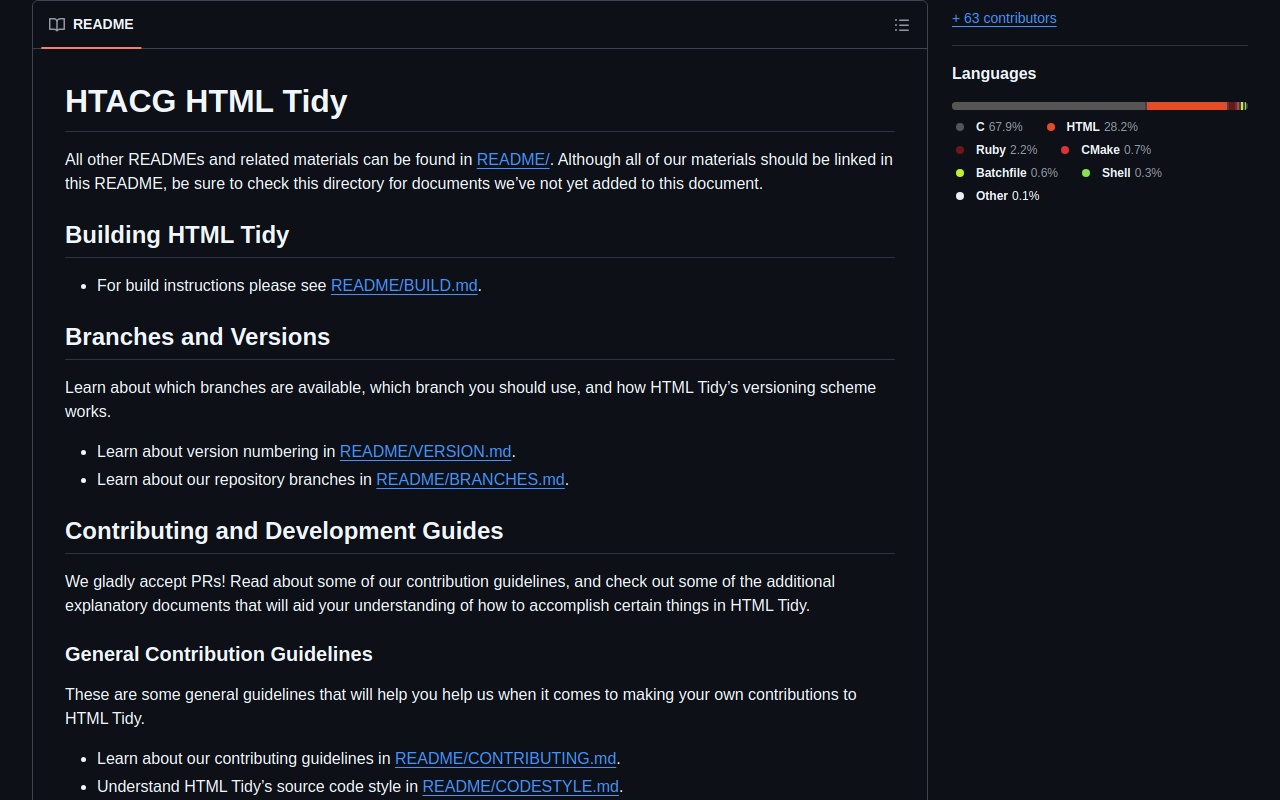 README
HTACG HTML Tidy
All other READMEs and related materials can be found in README/. Although all of our materials should be linked in
this README, be sure to check this directory for documents we’ve not yet added to this document.
Building HTML Tidy
For build instructions please see README/BUILD.md.
Branches and Versions
Learn about which branches are available, which branch you should use, and how HTML Tidy’s versioning scheme
works.
Learn about version numbering in README/VERSION.md.
Learn about our repository branches in README/BRANCHES.md.
Contributing and Development Guides
We gladly accept PRs! Read about some of our contribution guidelines, and check out some of the additional
explanatory documents that will aid your understanding of how to accomplish certain things in HTML Tidy.
General Contribution Guidelines
These are some general guidelines that will help you help us when it comes to making your own contributions to
HTML Tidy.
Learn about our contributing guidelines in README/CONTRIBUTING.md.
Understand HTML Tidy’s source code style in README/CODESTYLE.md.
+ 63 contributors
Languages
C 67.9% HTML 28.2%
Ruby 2.2% CMake 0.7%
Batchfile 0.6% Shell 0.3%
Other 0.1%